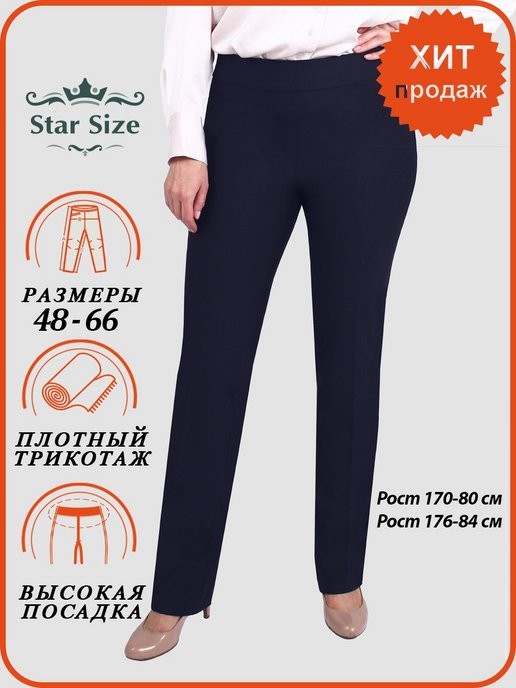 ХИТ
продаж
Star Size
РАЗМЕРЫ
48-66
ПЛОТНЫЙ
ТРИКОТАЖ
Рост 170-80 см
Рост 176-84 см
ВЫСОКАЯ
ПОСАДКА